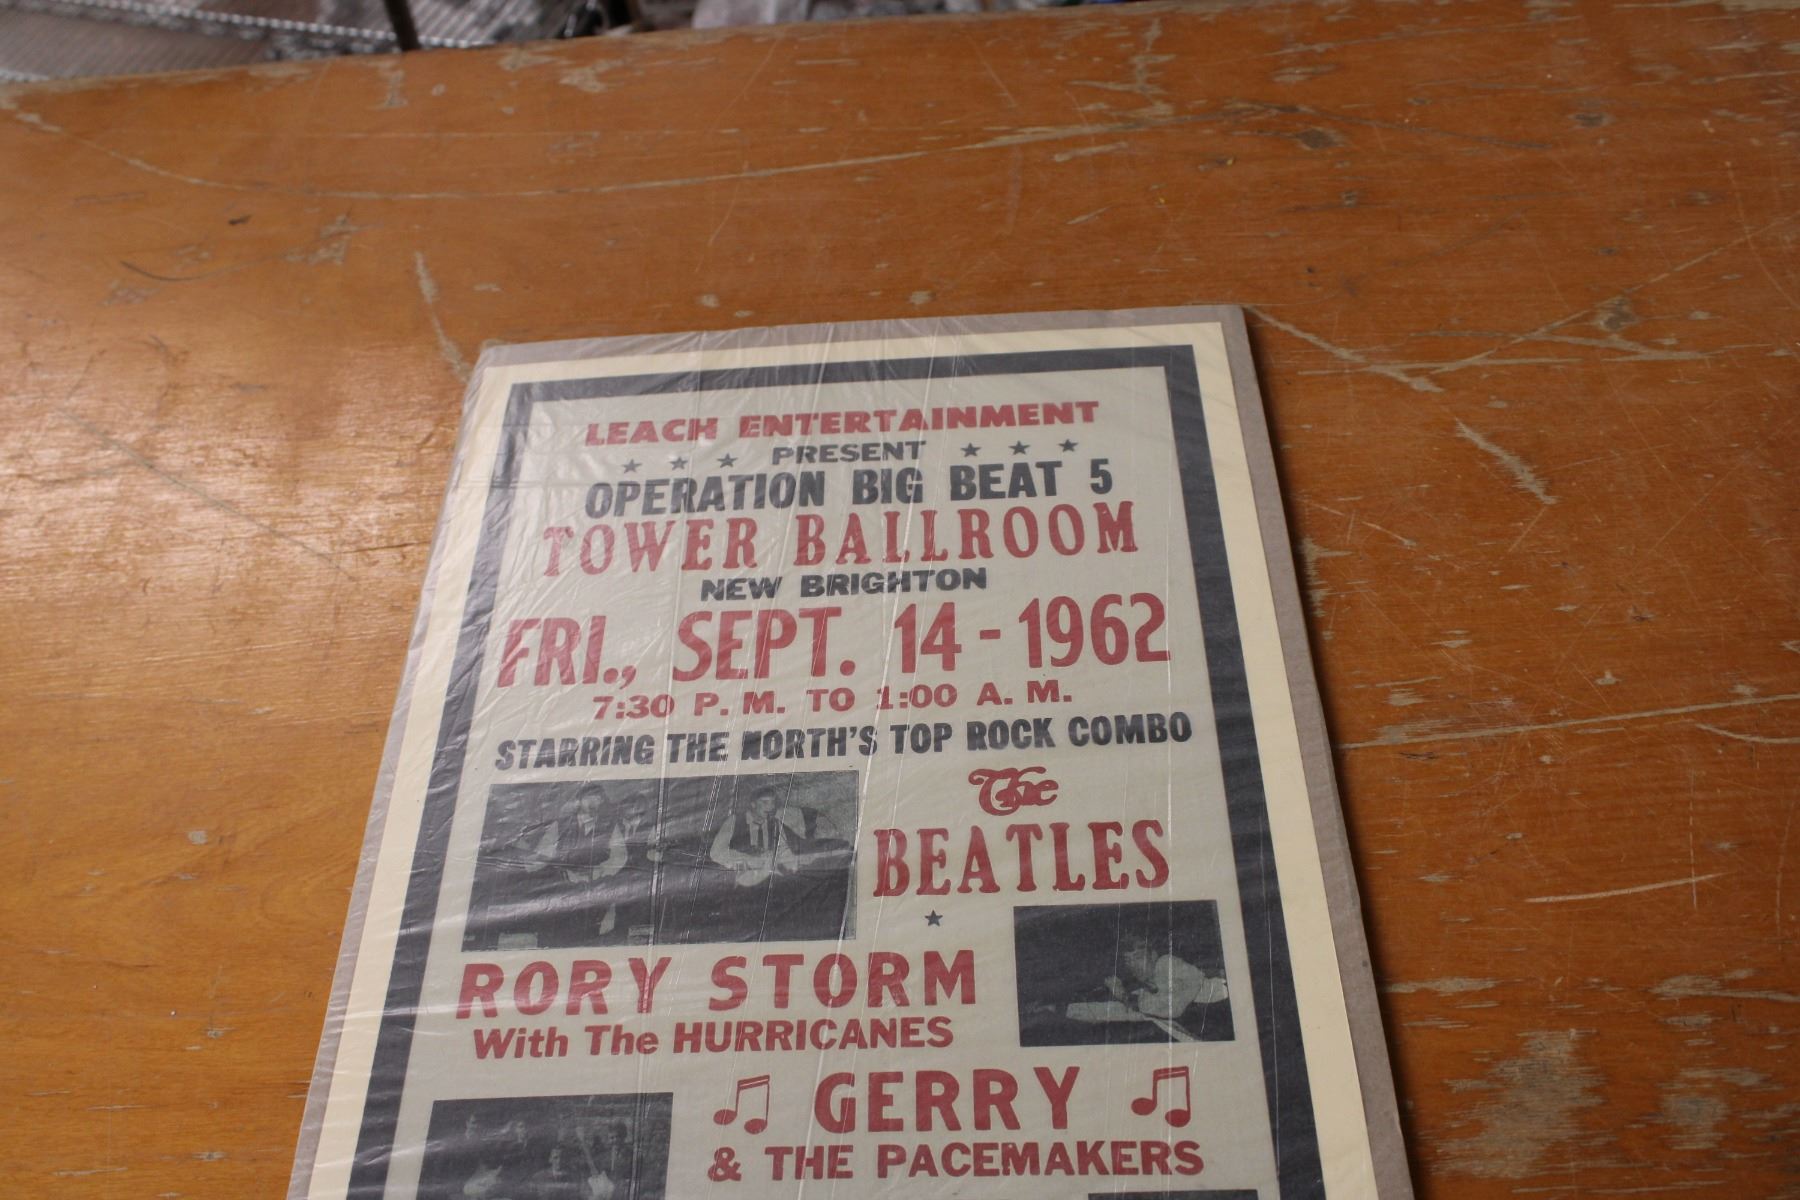 LEACH ENTERTAINMENT
PRESENT
OPERATION BIG BEAT 5
TOWER BALLROOM
NEW BRIGHTON
FRI., SEPT. 14 - 1962
7:30 P. M. TO 1:00 A. M.
STARRING THE NORTH'S TOP ROCK COMBO
The
BEATLES
RORY STORM
With The HURRICANES
GERRY
& THE PACEMAKERS